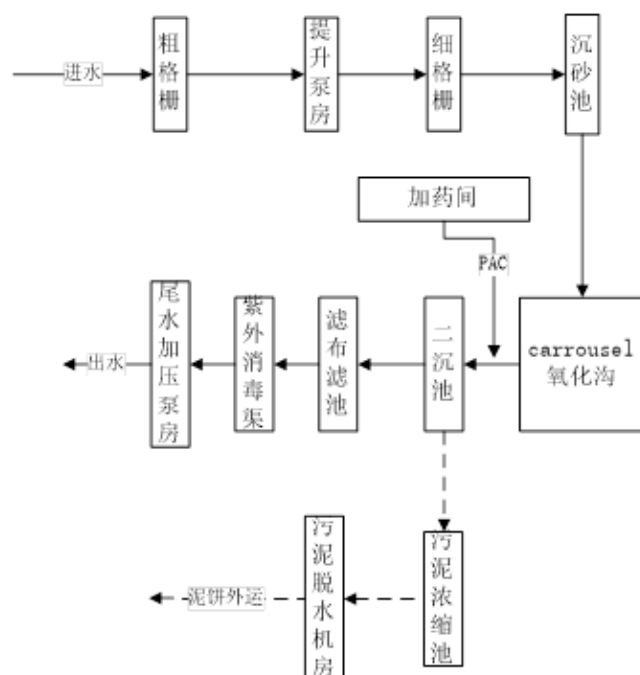 进水
粗格栅
提升泵房
细格栅
沉砂池
加药间
PAC
carrousel
氧化沟
二沉池
滤布滤池
紫外消毒渠
尾水加压泵房
出水
污泥浓缩池
污泥脱水机房
泥饼外运